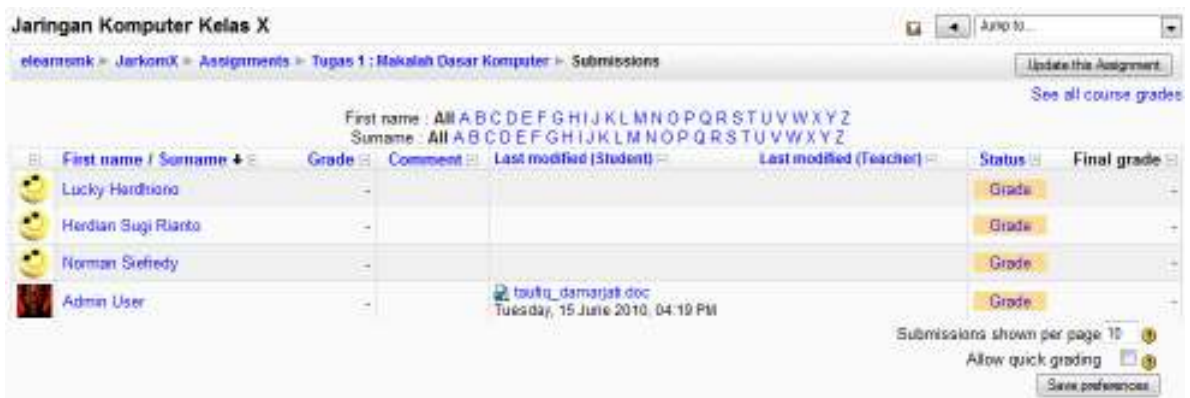 Jaringan Komputer Kelas X
Jump to...
elearnsmk ► JarkomX ► Assignments ► Tugas 1 : Makalah Dasar Komputer ► Submissions
Update this Assignment
See all course grades
First name : All A B C D E F G H I J K L M N O P Q R S T U V W X Y Z
Surname : All A B C D E F G H I J K L M N O P Q R S T U V W X Y Z
First name / Surname Grade Comment Last modified (Student) Last modified (Teacher) Status Final grade
Lucky Herdhiono - Grade -
Herdian Sugi Rianto - Grade -
Norman Siefredy - Grade -
Admin User - taufiq_damarjati.doc Grade -
Tuesday, 15 June 2010, 04:19 PM
Submissions shown per page 10
Allow quick grading
Save preferences